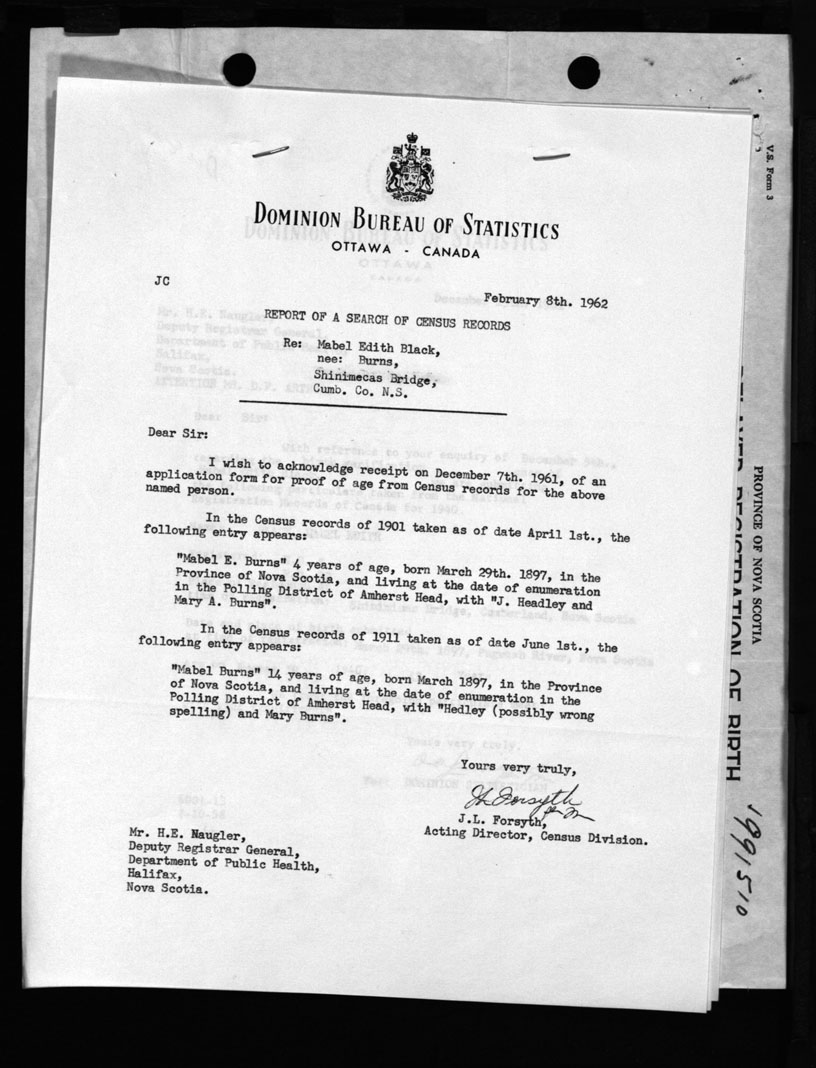 DOMINION BUREAU OF STATISTICS
OTTAWA - CANADA
JC
February 8th. 1962
REPORT OF A SEARCH OF CENSUS RECORDS
Re: Mabel Edith Black,
nee: Burns,
Shinimecas Bridge,
Cumb. Co. N.S.
Dear Sir:
I wish to acknowledge receipt on December 7th. 1961, of an
application form for proof of age from Census records for the above
named person.
In the Census records of 1901 taken as of date April 1st., the
following entry appears:
"Mabel E. Burns" 4 years of age, born March 29th. 1897, in the
Province of Nova Scotia, and living at the date of enumeration
in the Polling District of Amherst Head, with "J. Headley and
Mary A. Burns".
In the Census records of 1911 taken as of date June 1st., the
following entry appears:
"Mabel Burns" 14 years of age, born March 1897, in the Province
of Nova Scotia, and living at the date of enumeration in the
Polling District of Amherst Head, with "Hedley (possibly wrong
spelling) and Mary Burns".
Yours very truly,
J.L. Forsyth,
Acting Director, Census Division.
Mr. H.E. Naugler,
Deputy Registrar General,
Department of Public Health,
Halifax,
Nova Scotia.
V.S. Form 3
PROVINCE OF NOVA SCOTIA
REGISTRATION OF BIRTH